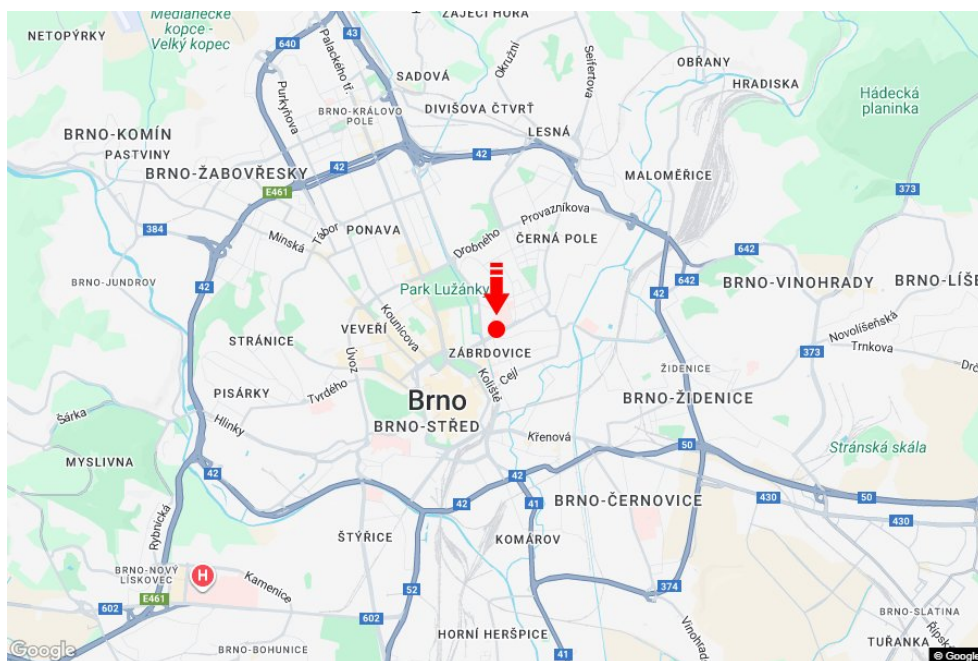 ZAJEČÍ HORA
Medlánecké
kopce -
Velký kopec
NETOPÝRKY
43
640
Palackého tř.
Purkyňova
SADOVÁ
Okružní
Seifertova
OBŘANY
HRADISKA
Hádecká
planinka
BRNO-KRÁLOVO
POLE
DIVIŠOVA ČTVRŤ
LESNÁ
BRNO-KOMÍN
PASTVINY
42
42
BRNO-ŽABOVŘESKY
E461
MALOMĚŘICE
373
384
Minská
Tábor
PONAVA
Provazníkova
Drobného
ČERNÁ POLE
642
642
BRNO-JUNDROV
42
Park Lužánky
42
BRNO-VINOHRADY
BRNO-LÍŠE
Kounicova
VEVEŘÍ
STRÁNICE
Úvoz
ZÁBRDOVICE
Koliště
Cejl
Novolíšeňská
373
Trnkova
ŽIDENICE
PISÁRKY
Tvrdého
Brno
BRNO-STŘED
BRNO-ŽIDENICE
Šárka
Hlinky
Křenová
50
Stránská skála
MYSLIVNA
42
42
42
41
BRNO-ČERNOVICE
430
50
430
Rybnická
ŠTÝŘICE
KOMÁROV
BRNO-NOVÝ
LÍSKOVEC
H
Kamenice
52
374
E461
602
602
BRNO-SLATINA
Řípsk
HORNÍ HERŠPICE
TUŘANKA
BRNO-BOHUNICE
41
Google
© Google